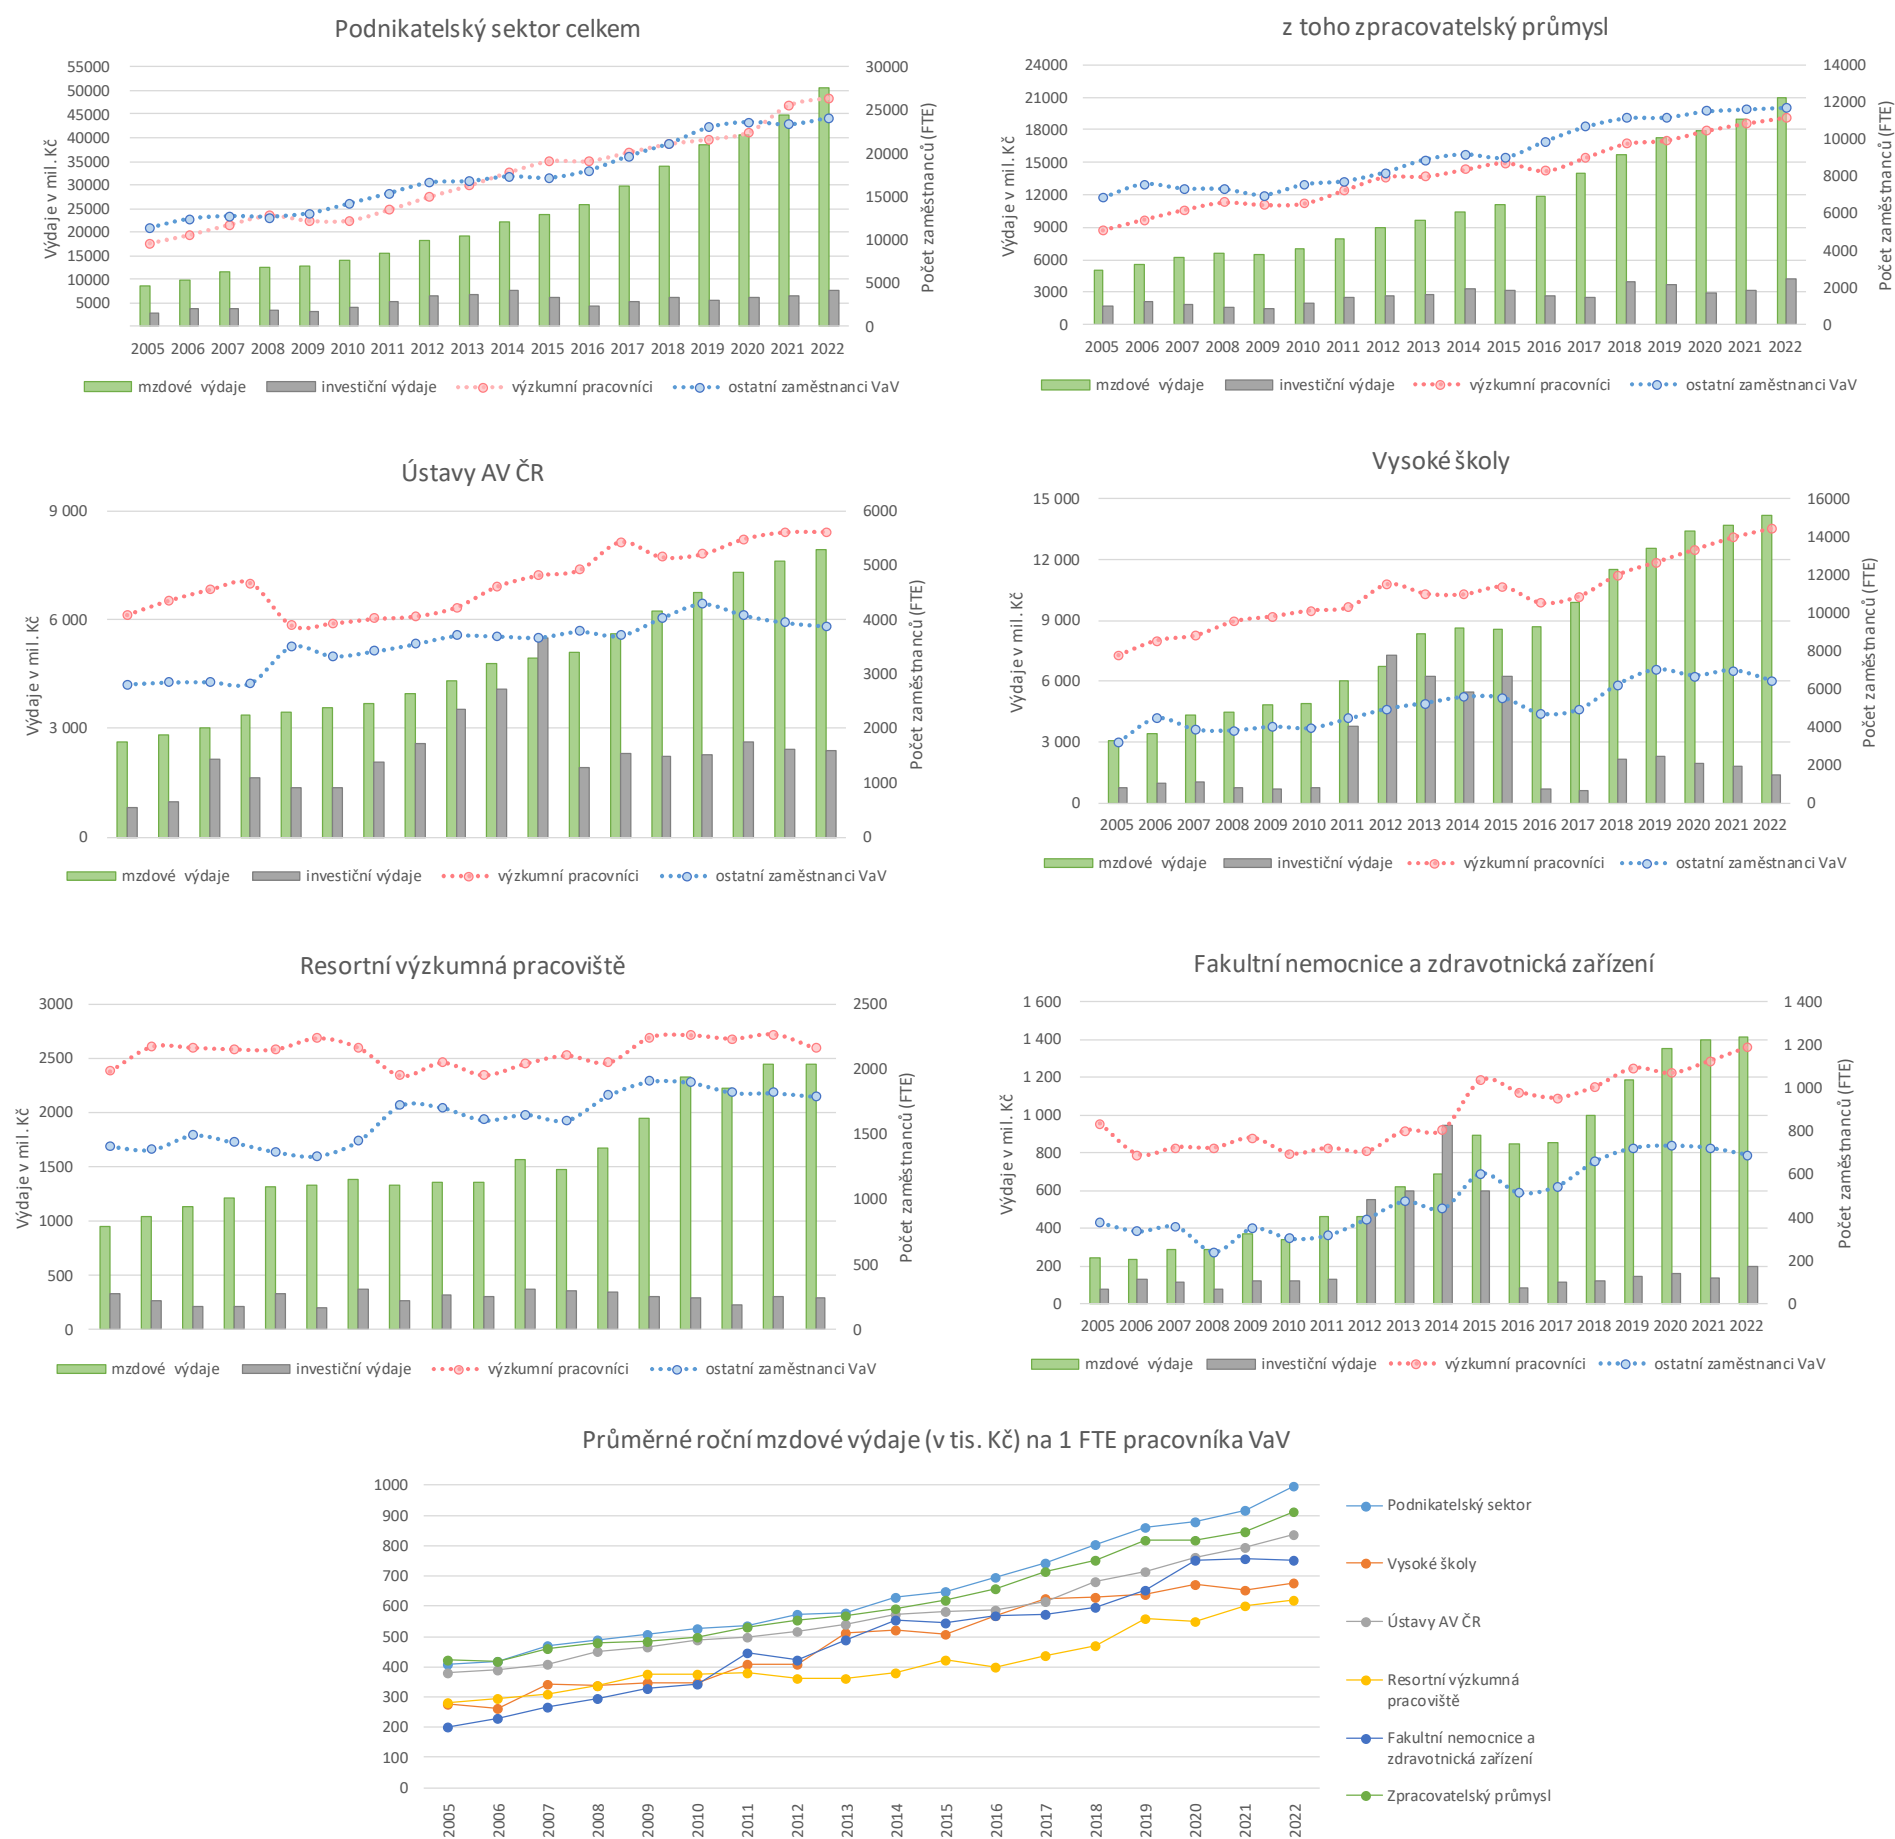 Podnikatelský sektor celkem
55000
50000
45000
40000
35000
30000
25000
20000
15000
10000
5000
Výdaje v mil. Kč
30000
25000
20000
15000
10000
5000
0
Počet zaměstnanců (FTE)
2005 2006 2007 2008 2009 2010 2011 2012 2013 2014 2015 2016 2017 2018 2019 2020 2021 2022
mzdové výdaje investiční výdaje výzkumní pracovníci ostatní zaměstnanci VaV
z toho zpracovatelský průmysl
24000
21000
18000
15000
12000
9000
6000
3000
0
Výdaje v mil. Kč
14000
12000
10000
8000
6000
4000
2000
0
Počet zaměstnanců (FTE)
2005 2006 2007 2008 2009 2010 2011 2012 2013 2014 2015 2016 2017 2018 2019 2020 2021 2022
mzdové výdaje investiční výdaje výzkumní pracovníci ostatní zaměstnanci VaV
Ústavy AV ČR
9 000
6 000
3 000
0
Výdaje v mil. Kč
6000
5000
4000
3000
2000
1000
0
Počet zaměstnanců (FTE)
mzdové výdaje investiční výdaje výzkumní pracovníci ostatní zaměstnanci VaV
Vysoké školy
15 000
12 000
9 000
6 000
3 000
0
Výdaje v mil. Kč
16000
14000
12000
10000
8000
6000
4000
2000
0
Počet zaměstnanců (FTE)
2005 2006 2007 2008 2009 2010 2011 2012 2013 2014 2015 2016 2017 2018 2019 2020 2021 2022
mzdové výdaje investiční výdaje výzkumní pracovníci ostatní zaměstnanci VaV
Resortní výzkumná pracoviště
3000
2500
2000
1500
1000
500
0
Výdaje v mil. Kč
2500
2000
1500
1000
500
0
Počet zaměstnanců (FTE)
mzdové výdaje investiční výdaje výzkumní pracovníci ostatní zaměstnanci VaV
Fakultní nemocnice a zdravotnická zařízení
1 600
1 400
1 200
1 000
800
600
400
200
0
Výdaje v mil. Kč
1 400
1 200
1 000
800
600
400
200
0
Počet zaměstnanců (FTE)
2005 2006 2007 2008 2009 2010 2011 2012 2013 2014 2015 2016 2017 2018 2019 2020 2021 2022
mzdové výdaje investiční výdaje výzkumní pracovníci ostatní zaměstnanci VaV
Průměrné roční mzdové výdaje (v tis. Kč) na 1 FTE pracovníka VaV
1000
900
800
700
600
500
400
300
200
100
0
2005 2006 2007 2008 2009 2010 2011 2012 2013 2014 2015 2016 2017 2018 2019 2020 2021 2022
Podnikatelský sektor
Vysoké školy
Ústavy AV ČR
Resortní výzkumná
pracoviště
Fakultní nemocnice a
zdravotnická zařízení
Zpracovatelský průmysl